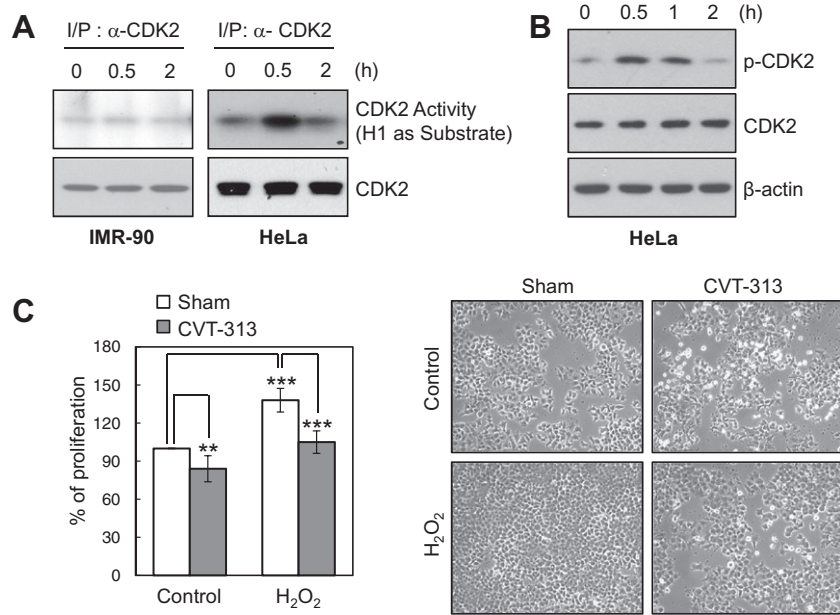 A
I/P : α-CDK2
I/P: α- CDK2
0 0.5 2
0 0.5 2 (h)
CDK2 Activity
(H1 as Substrate)
CDK2
IMR-90
HeLa
B
0 0.5 1 2 (h)
p-CDK2
CDK2
β-actin
HeLa
C
Sham
CVT-313
180
150
120
90
60
30
0
% of proliferation
**
***
***
Control
H₂O₂
Sham
CVT-313
Control
H₂O₂